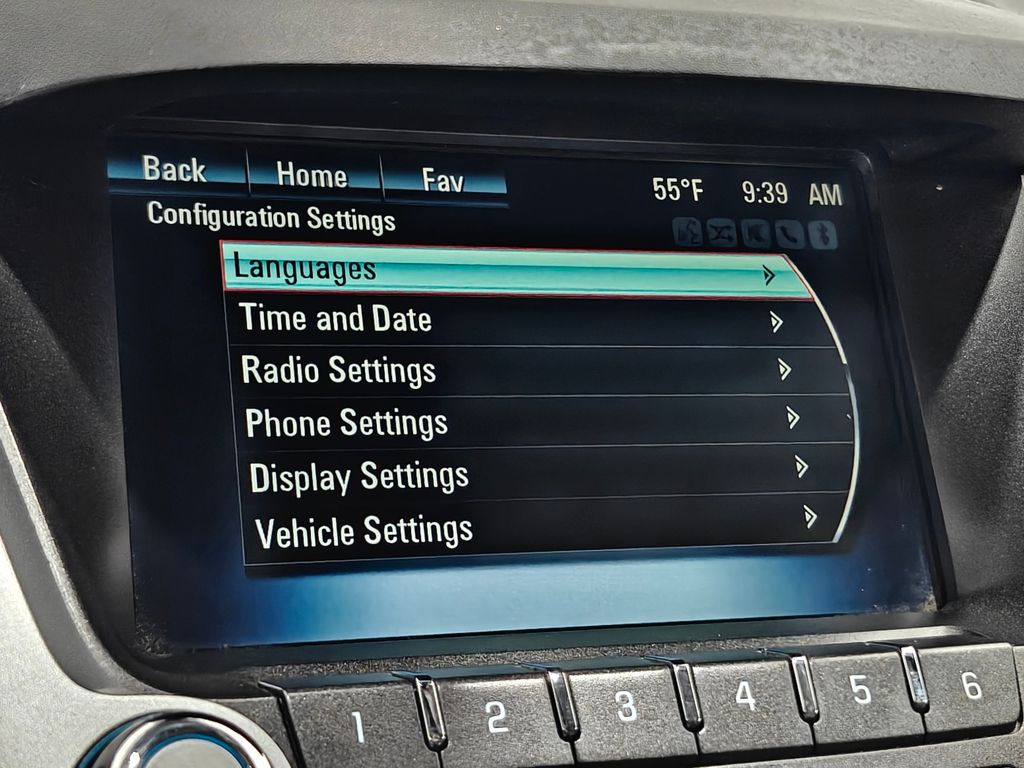 Back Home Fav
55°F 9:39 AM
Configuration Settings
Languages
Time and Date
Radio Settings
Phone Settings
Display Settings
Vehicle Settings
1 2 3 4 5 6